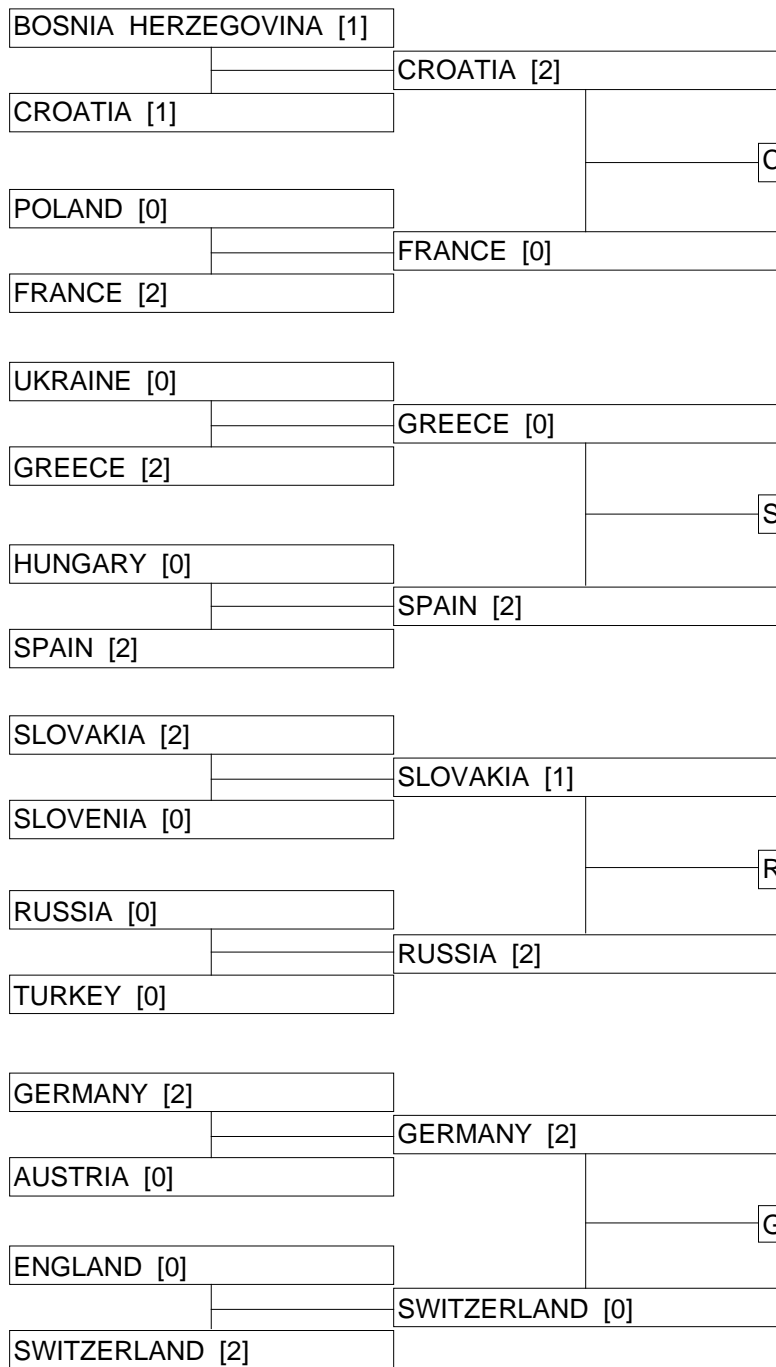 BOSNIA HERZEGOVINA [1]
CROATIA [2]
CROATIA [1]
C
POLAND [0]
FRANCE [0]
FRANCE [2]
UKRAINE [0]
GREECE [0]
GREECE [2]
S
HUNGARY [0]
SPAIN [2]
SPAIN [2]
SLOVAKIA [2]
SLOVAKIA [1]
SLOVENIA [0]
R
RUSSIA [0]
RUSSIA [2]
TURKEY [0]
GERMANY [2]
GERMANY [2]
AUSTRIA [0]
G
ENGLAND [0]
SWITZERLAND [0]
SWITZERLAND [2]